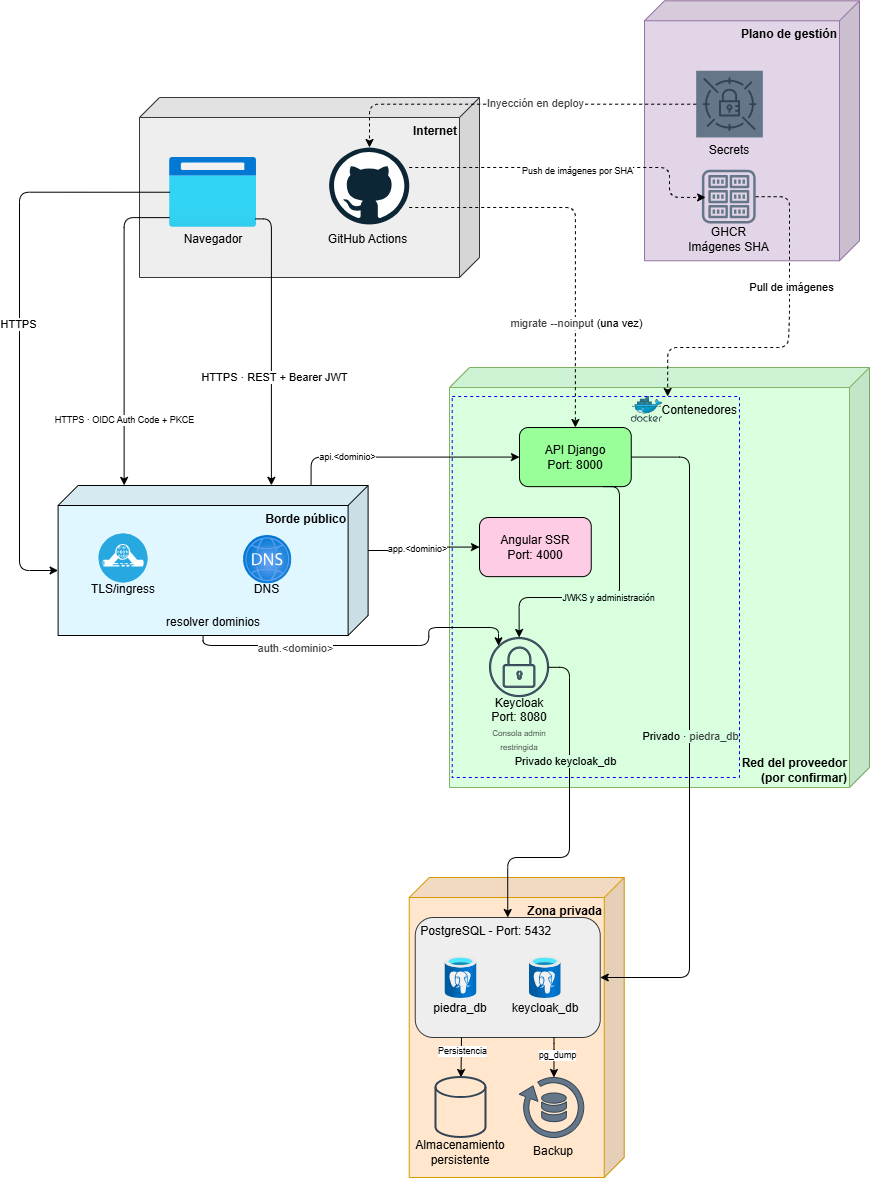 Plano de gestión
Secrets
Inyección en deploy
Internet
Push de imágenes por SHA
GHCR
Imágenes SHA
Navegador
GitHub Actions
Pull de imágenes
HTTPS
migrate --noinput (una vez)
HTTPS · REST + Bearer JWT
HTTPS · OIDC Auth Code + PKCE
docker
Contenedores
API Django
Port: 8000
api.<dominio>
Borde público
Angular SSR
Port: 4000
app.<dominio>
DNS
TLS/ingress
DNS
resolver dominios
JWKS y administración
auth.<dominio>
Keycloak
Port: 8080
Consola admin
restringida
Privado · piedra_db
Privado keycloak_db
Red del proveedor
(por confirmar)
Zona privada
PostgreSQL - Port: 5432
piedra_db
keycloak_db
Persistencia
pg_dump
Almacenamiento
persistente
Backup